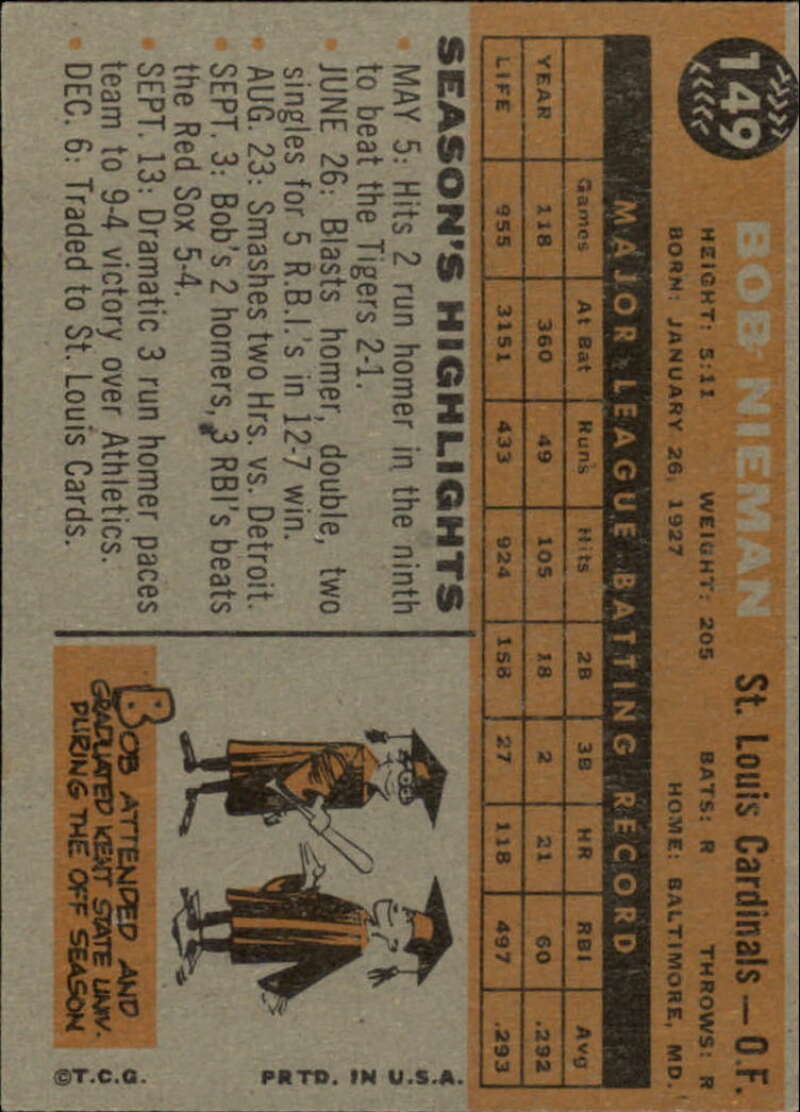 149
BOB NIEMAN St. Louis Cardinals — O.F.
HEIGHT: 5:11 WEIGHT: 205 BATS: R THROWS: R
BORN: JANUARY 26, 1927 HOME: BALTIMORE, MD.
MAJOR LEAGUE BATTING RECORD
Games At Bat Runs Hits 2B 3B HR RBI Avg
YEAR 118 360 49 105 18 2 21 60 .292
LIFE 955 3151 433 924 158 27 118 497 .293
SEASON'S HIGHLIGHTS
• MAY 5: Hits 2 run homer in the ninth
to beat the Tigers 2-1.
• JUNE 26: Blasts homer, double, two
singles for 5 R.B.I.'s in 12-7 win.
• AUG. 23: Smashes two Hrs. vs. Detroit.
• SEPT. 3: Bob's 2 homers, 3 RBI's beats
the Red Sox 5-4.
• SEPT. 13: Dramatic 3 run homer paces
team to 9-4 victory over Athletics.
• DEC. 6: Traded to St. Louis Cards.
BOB ATTENDED AND
GRADUATED KENT STATE UNIV.
DURING THE OFF SEASON
©T.C.G. PRTD. IN U.S.A.